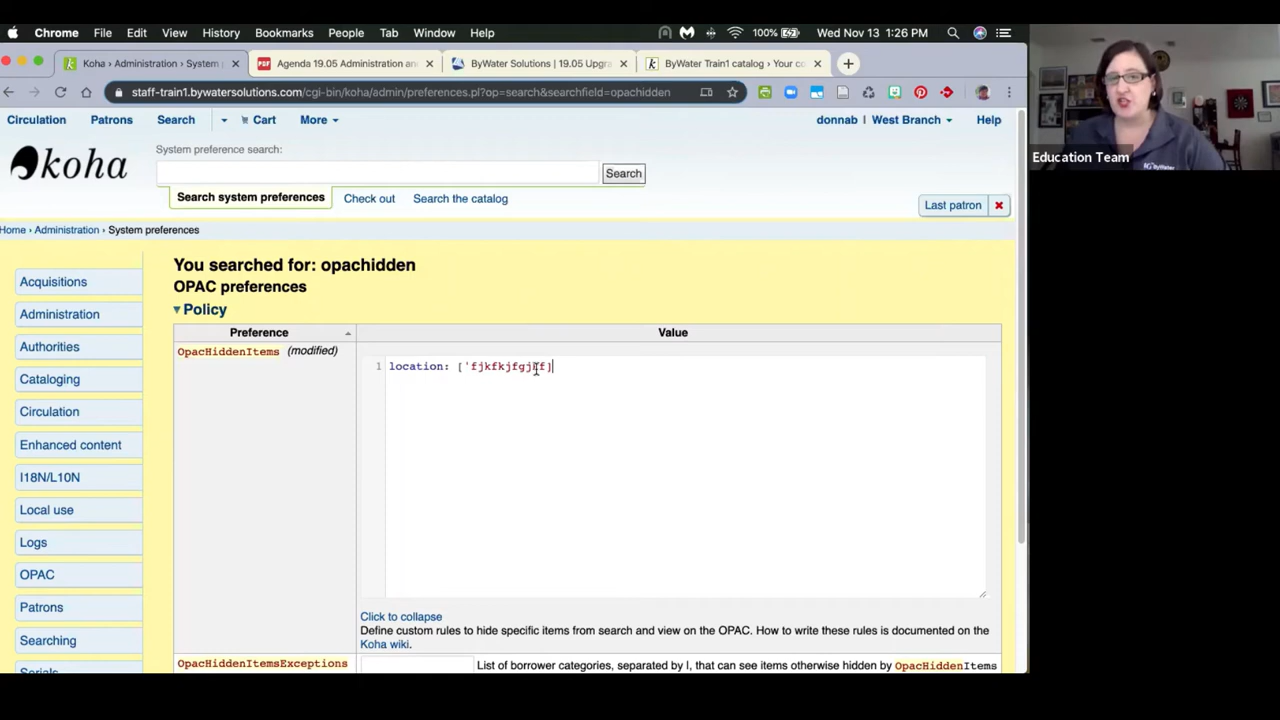 Chrome File Edit View History Bookmarks People Tab Window Help 100% Wed Nov 13 1:26 PM
Koha › Administration › System p
Agenda 19.05 Administration an
ByWater Solutions | 19.05 Upgra
ByWater Train1 catalog › Your c
staff-train1.bywatersolutions.com/cgi-bin/koha/admin/preferences.pl?op=search&searchfield=opachidden
Circulation Patrons Search Cart More donnab West Branch Help
koha
System preference search:
Search
Search system preferences Check out Search the catalog
Last patron
Home › Administration › System preferences
Education Team
You searched for: opachidden
OPAC preferences
Policy
Preference Value
OpacHiddenItems (modified)
1 location: ['
Click to collapse
Define custom rules to hide specific items from search and view on the OPAC. How to write these rules is documented on the
Koha wiki.
OpacHiddenItemsExceptions
List of borrower categories, separated by |, that can see items otherwise hidden by OpacHiddenItems
Acquisitions
Administration
Authorities
Cataloging
Circulation
Enhanced content
I18N/L10N
Local use
Logs
OPAC
Patrons
Searching
Serials